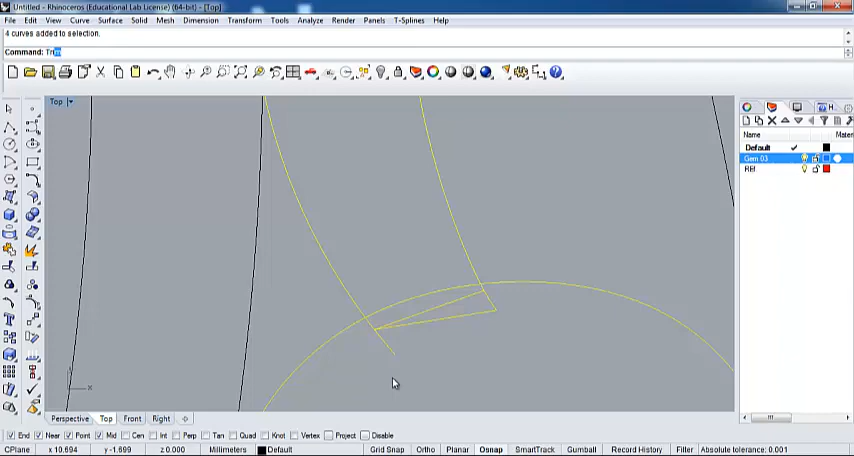 Untitled - Rhinoceros (Educational Lab License) (64-bit) - [Top]
File Edit View Curve Surface Solid Mesh Dimension Transform Tools Analyze Render Panels T-Splines Help
4 curves added to selection.
Command: Trim
Top
Name Mater
Default
Gem 03
x
Perspective Top Front Right
End Near Point Mid Cen Int Perp Tan Quad Knot Vertex Project Disable
CPlane x 10.694 y -1.699 z 0.000 Millimeters Default Grid Snap Ortho Planar Osnap SmartTrack Gumball Record History Filter Absolute tolerance: 0.001